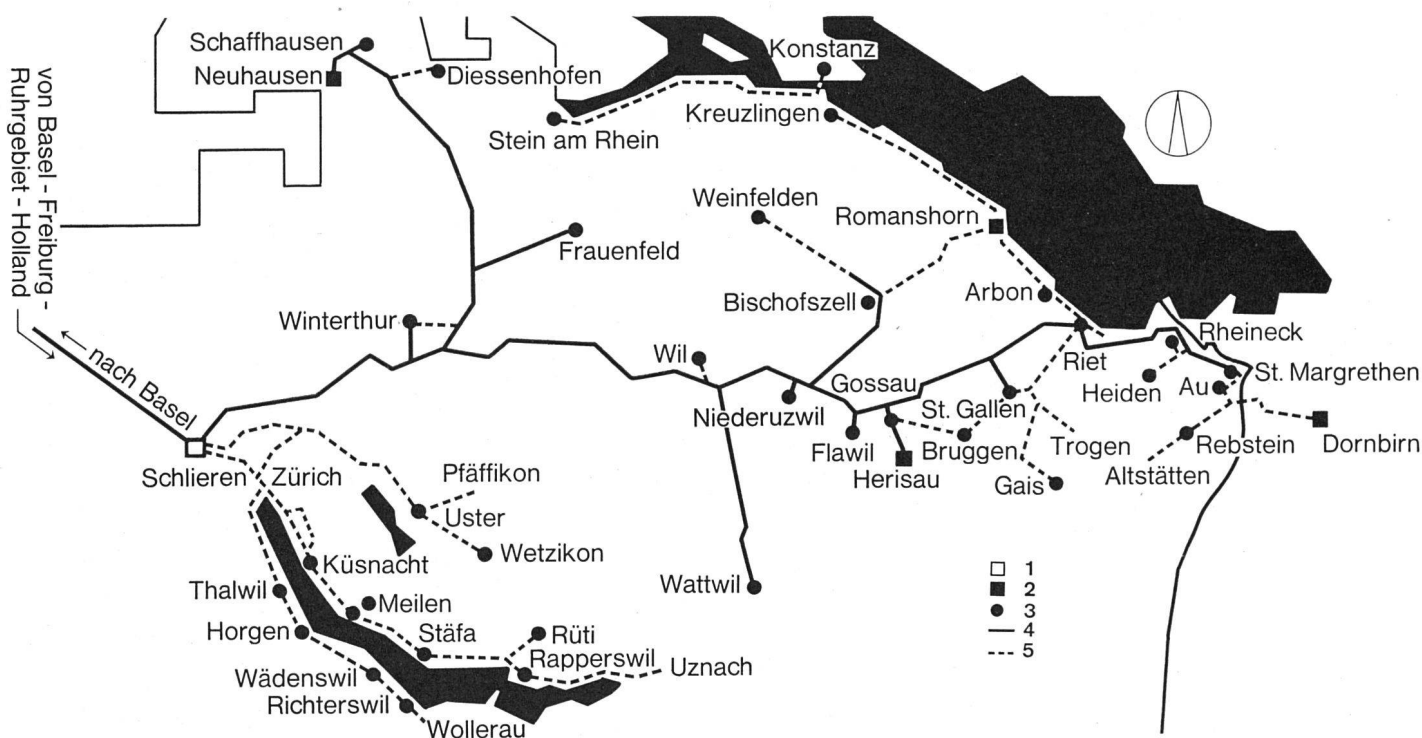 Schaffhausen
Neuhausen
Diessenhofen
Konstanz
Kreuzlingen
Stein am Rhein
von Basel - Freiburg -
Ruhrgebiet - Holland
Weinfelden
Romanshorn
Frauenfeld
Bischofszell
Arbon
Winterthur
Rheineck
← nach Basel
Wil
Riet
Heiden
St. Margrethen
Au
Niederuzwil
Gossau
St. Gallen
Flawil
Bruggen
Trogen
Rebstein
Dornbirn
Herisau
Gais
Altstätten
Schlieren
Zürich
Pfäffikon
Uster
Wetzikon
Küsnacht
Thalwil
Meilen
Wattwil
Horgen
Stäfa
Rüti
Rapperswil
Uznach
Wädenswil
Richterswil
Wollerau
1
2
3
4
5